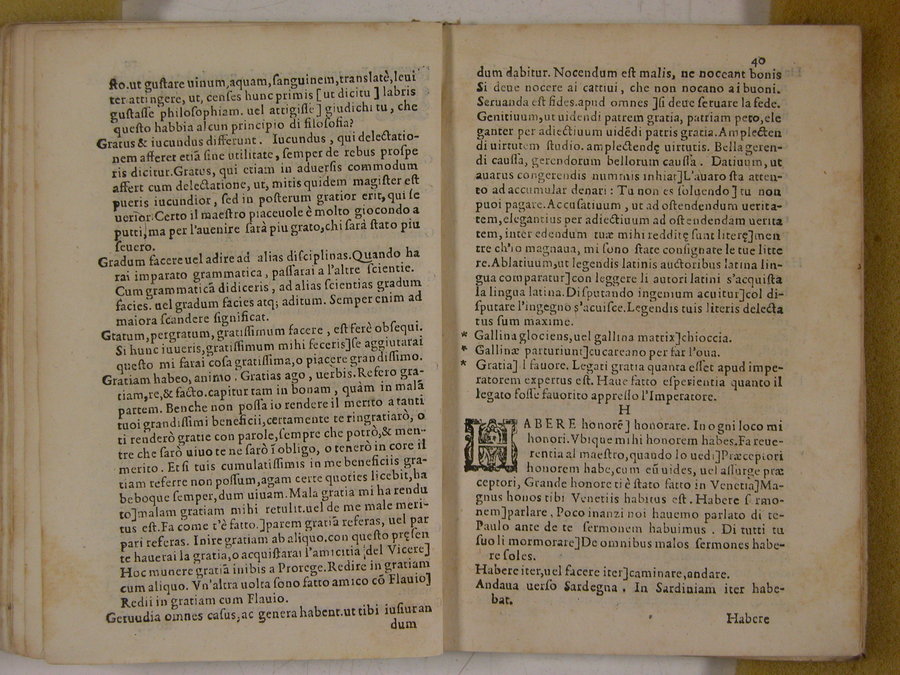 ſto.ut guſtare uinum,aquam,ſanguinem,translatè,leui
ter attingere, ut, cenſes hunc primis [ut dicitu] labris
guſtaſſe philoſophiam. uel attigiſſe] giudichi tu, che
queſto habbia alcun principio di filoſofia?
Gratus & iucundus differunt. Iucundus, qui delectatio-
nem afferet etiã ſine utilitate, ſemper de rebus proſpe
ris dicitur.Gratus, qui etiam in aduerſis commodum
affert cum delectatione, ut, mitis quidem magiſter eſt
pueris iucundior, ſed in poſterum gratior erit, qui ſe
uerior.Certo il maeſtro piaceuole è molto giocondo a
putti,ma per l'auenire ſarà piu grato,chi ſarà ſtato piu
ſeuero.
Gradum facere uel adire ad alias diſciplinas.Quando ha
rai imparato grammatica, paſſarai a l'altre ſcientie.
Cum grammaticã didiceris, ad alias ſcientias gradum
facies. uel gradum facies atq; aditum. Semper enim ad
maiora ſcandere ſignificat.
Gratum,pergratum, gratiſſimum facere, eſt ferè obſequi.
Si hunc iuueris,gratiſſimum mihi feceris]ſe aggiutarai
queſto mi farai coſa gratiſſima,o piacere grandiſſimo.
Gratiam habeo, animo. Gratias ago, uerbis.Refero gra-
tiam,re,& facto.capitur tam in bonam, quàm in malã
partem. Benche non poſſa io rendere il merito a tanti
tuoi grandiſſimi beneficii,certamente te ringratiarò, o
ti renderò gratie con parole,ſempre che potrò,& men-
tre che ſarò uiuo te ne ſarò ĩ obligo, o tenerò in core il
merito. Etſi tuis cumulatiſſimis in me beneficiis gra-
tiam referre non poſſum,agam certe quoties licebit,ha
beboque ſemper,dum uiuam.Mala gratia mi ha rendu
to]malam gratiam mihi retulit.uel de me male meri-
tus eſt.Fa come t'è fatto.]parem gratiã referas, uel par
pari referas. Inire gratiam ab aliquo.con queſto preſen
te hauerai la gratia,o acquiſtarai l'amicitia del Vicere]
Hoc munere gratiã inibis a Prorege.Redire in gratiam
cum aliquo. Vn'altra uolta ſono fatto amico cõ Flauio]
Redii in gratiam cum Flauio.
Geruudia omnes caſus,ac genera habent.ut tibi iuſiuran
dum
40
dum dabitur. Nocendum eſt malis, ne noceant bonis
Si deue nocere ai cattiui, che non nocano ai buoni.
Seruanda eſt fides.apud omnes ]ſi deue ſeruare la fede.
Genitiuum,ut uidendi patrem gratia, patriam peto,ele
ganter per adiectiuum uidẽdi patris gratia.Amplecten
di uirtutem ſtudio. amplectendę uirtutis. Bella geren-
di cauſſa, gerendorum bellorum cauſſa. Datiuum, ut
auarus congerendis nummis inhiat]L'auaro ſta atten-
to ad accumular denari: Tu non es ſoluendo] tu non
puoi pagare.Accuſatiuum, ut ad oſtendendum uerita-
tem,elegantius per adiectiuum ad oſtendendam uerita
tem, inter edendum tuæ mihi redditę ſunt literę]men
tre ch'io magnaua, mi ſono ſtate conſignate le tue litte
re.Ablatiuum,ut legendis latinis auctoribus latina lin-
gua comparatur]con leggere li autori latini s'acquiſta
la lingua latina.Diſputando ingenium acuitur]col di-
ſputare l'ingegno s'acuiſce.Legendis tuis literis delecta
tus ſum maxime.
* Gallina glociens,uel gallina matrix]chioccia.
* Gallinæ parturiunt]cucareano per far l'oua.
* Gratia] l fauore. Legati gratia quanta eſſet apud impe-
ratorem expertus eſt. Haue fatto eſperientia quanto il
legato foſſe fauorito appreſſo l'Imperatore.
H
HABERE honorẽ] honorare. In ogni loco mi
honori. Vbique mihi honorem habes.Fa reue-
rentia al maeſtro,quando lo uedi]Præceptori
honorem habe,cum eũ uides, uel aſſurge præ
ceptori, Grande honore ti è ſtato fatto in Venetia]Ma-
gnus honos tibi Venetiis habitus eſt. Habere ſermo-
nem]parlare. Poco inanzi noi hauemo parlato di te-
Paulo ante de te ſermonem habuimus. Di tutti tu
ſuoli mormorare]De omnibus malos ſermones habe-
re ſoles.
Habere iter,uel facere iter]caminare,andare.
Andaua uerſo Sardegna. In Sardiniam iter habe-
bat.
Habere